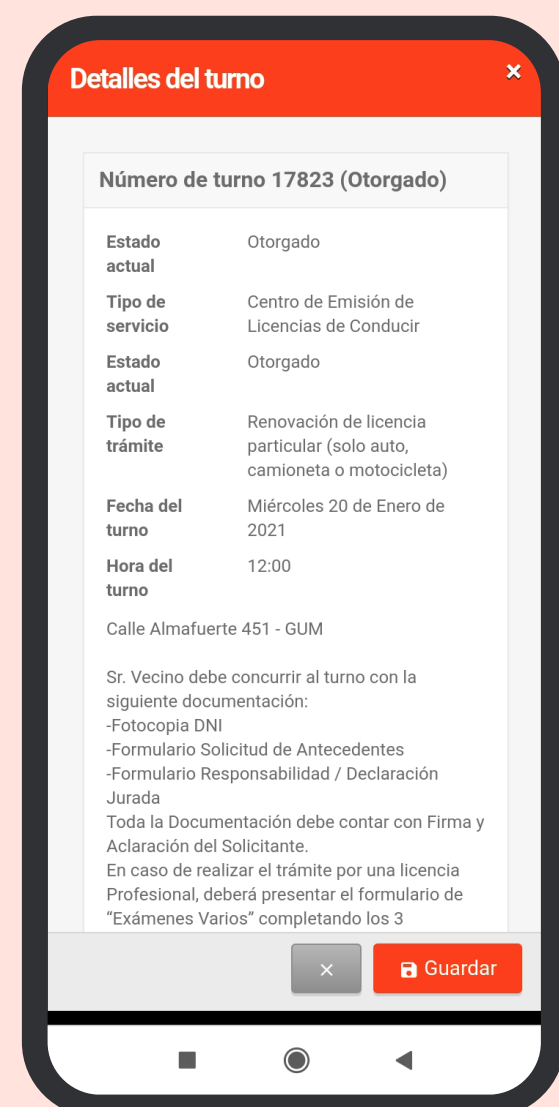 Detalles del turno
×
Número de turno 17823 (Otorgado)
Estado actual Otorgado
Tipo de servicio Centro de Emisión de Licencias de Conducir
Estado actual Otorgado
Tipo de trámite Renovación de licencia particular (solo auto, camioneta o motocicleta)
Fecha del turno Miércoles 20 de Enero de 2021
Hora del turno 12:00
Calle Almafuerte 451 - GUM
Sr. Vecino debe concurrir al turno con la
siguiente documentación:
-Fotocopia DNI
-Formulario Solicitud de Antecedentes
-Formulario Responsabilidad / Declaración
Jurada
Toda la Documentación debe contar con Firma y
Aclaración del Solicitante.
En caso de realizar el trámite por una licencia
Profesional, deberá presentar el formulario de
“Exámenes Varios” completando los 3
× Guardar